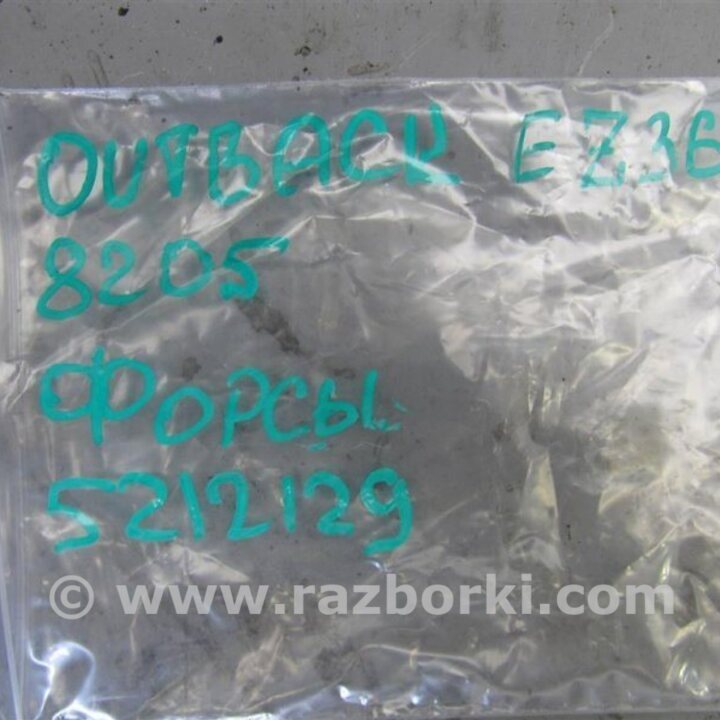 OUTBACK EZ36
8205
ФОРСЫ
5212129
© www.razborki.com